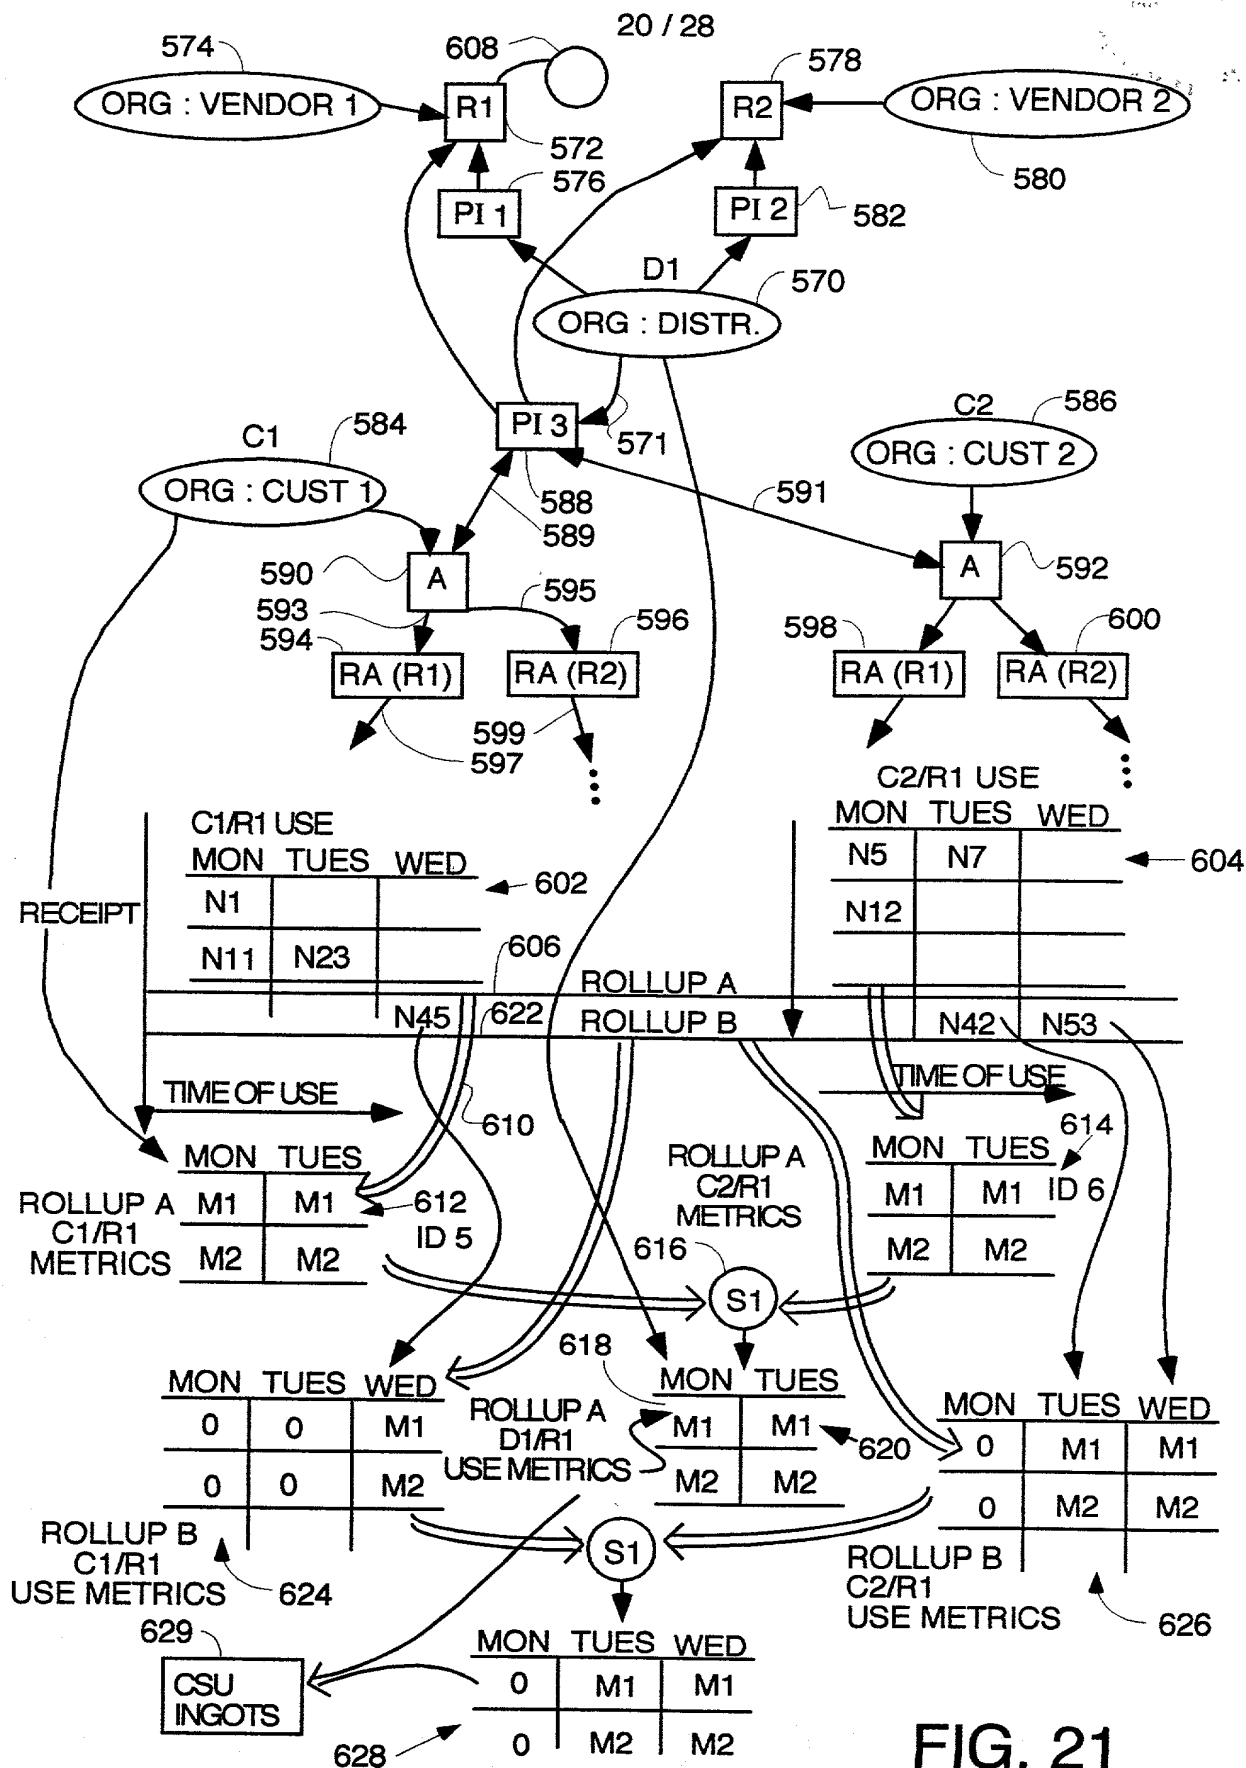 20 / 28
574
608
578
ORG : VENDOR 1
R1
R2
ORG : VENDOR 2
572
576
580
PI 1
PI 2
582
D1
570
ORG : DISTR.
C1
584
PI 3
571
C2
586
ORG : CUST 1
ORG : CUST 2
588
589
591
590
A
595
A
592
593
594
596
598
600
RA (R1)
RA (R2)
RA (R1)
RA (R2)
599
597
C2/R1 USE
MON TUES WED
C1/R1 USE
MON TUES WED
N5 N7
604
602
N1
N12
RECEIPT
N11 N23
606
ROLLUP A
N45
622
ROLLUP B
N42 N53
TIME OF USE
TIME OF USE
610
614
MON TUES
ROLLUP A
C2/R1
METRICS
MON TUES
ROLLUP A
C1/R1
METRICS
M1 M1
612
ID 5
M1 M1
ID 6
M2 M2
616
M2 M2
S1
618
MON TUES WED
MON TUES
MON TUES WED
0 0 M1
ROLLUP A
D1/R1
USE METRICS
M1 M1
620
0 M1 M1
0 0 M2
M2 M2
0 M2 M2
ROLLUP B
C1/R1
USE METRICS
624
S1
ROLLUP B
C2/R1
USE METRICS
626
629
MON TUES WED
CSU
INGOTS
0 M1 M1
628
0 M2 M2
FIG. 21